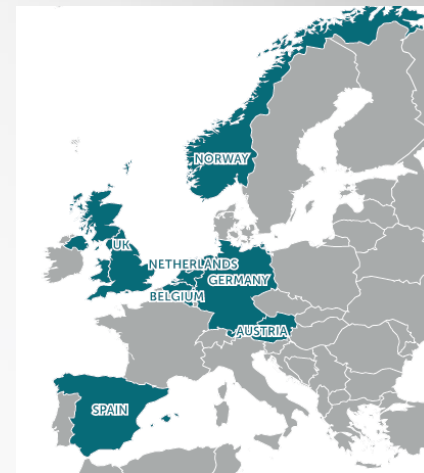 NORWAY
UK
NETHERLANDS
GERMANY
BELGIUM
AUSTRIA
SPAIN